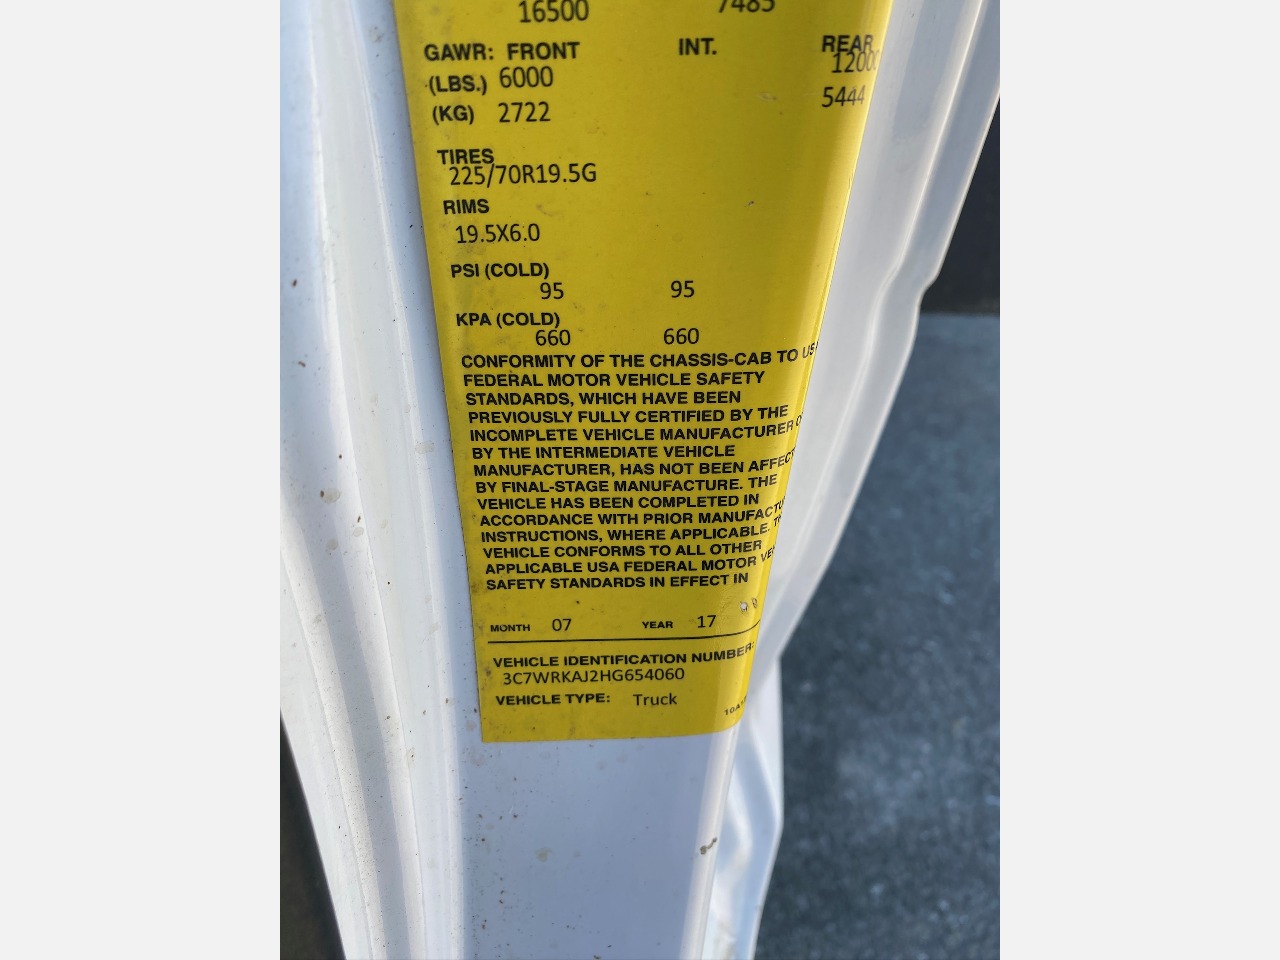 16500 7485
GAWR: FRONT INT. REAR
(LBS.) 6000 12000
(KG) 2722 5444
TIRES
225/70R19.5G
RIMS
19.5X6.0
PSI (COLD)
95 95
KPA (COLD)
660 660
CONFORMITY OF THE CHASSIS-CAB TO
FEDERAL MOTOR VEHICLE SAFETY
STANDARDS, WHICH HAVE BEEN
PREVIOUSLY FULLY CERTIFIED BY THE
INCOMPLETE VEHICLE MANUFACTURER
BY THE INTERMEDIATE VEHICLE
MANUFACTURER, HAS NOT BEEN
BY FINAL-STAGE MANUFACTURE. THE
VEHICLE HAS BEEN COMPLETED IN
ACCORDANCE WITH PRIOR
INSTRUCTIONS, WHERE APPLICABLE.
VEHICLE CONFORMS TO ALL OTHER
APPLICABLE USA FEDERAL MOTOR
SAFETY STANDARDS IN EFFECT IN
MONTH 07 YEAR 17
VEHICLE IDENTIFICATION NUMBER:
3C7WRKAJ2HG654060
VEHICLE TYPE: Truck